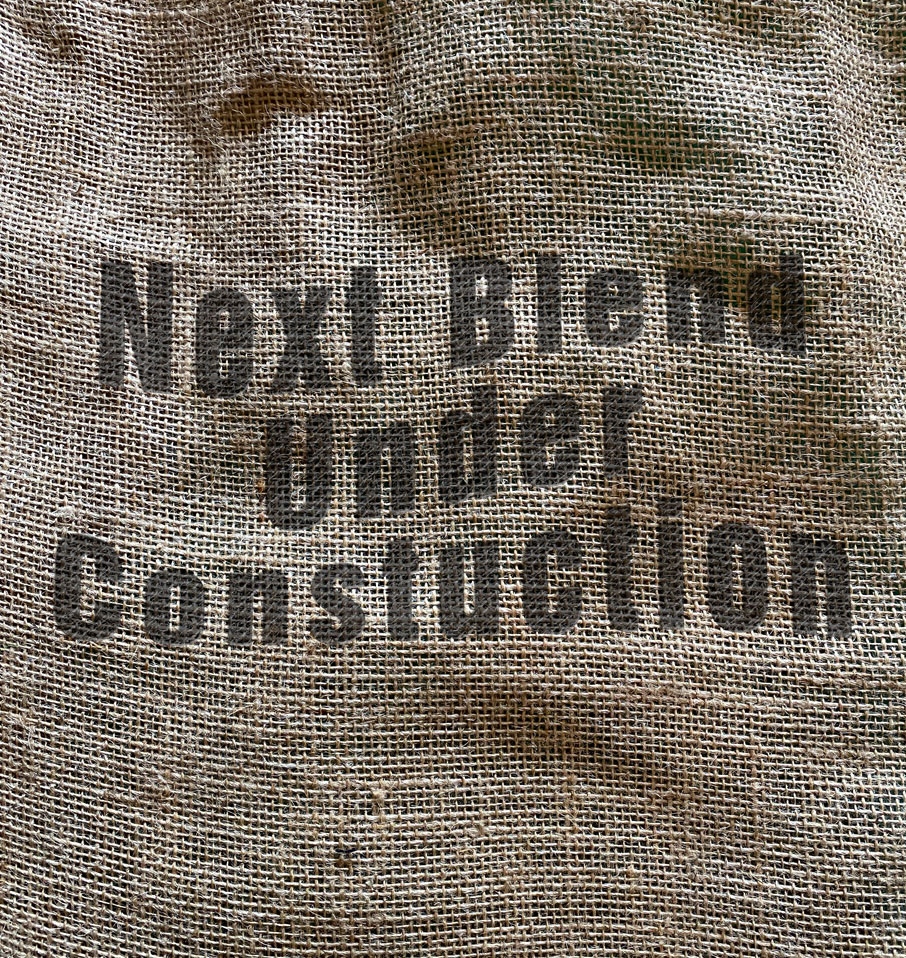 Next Blend
Under
Constuction